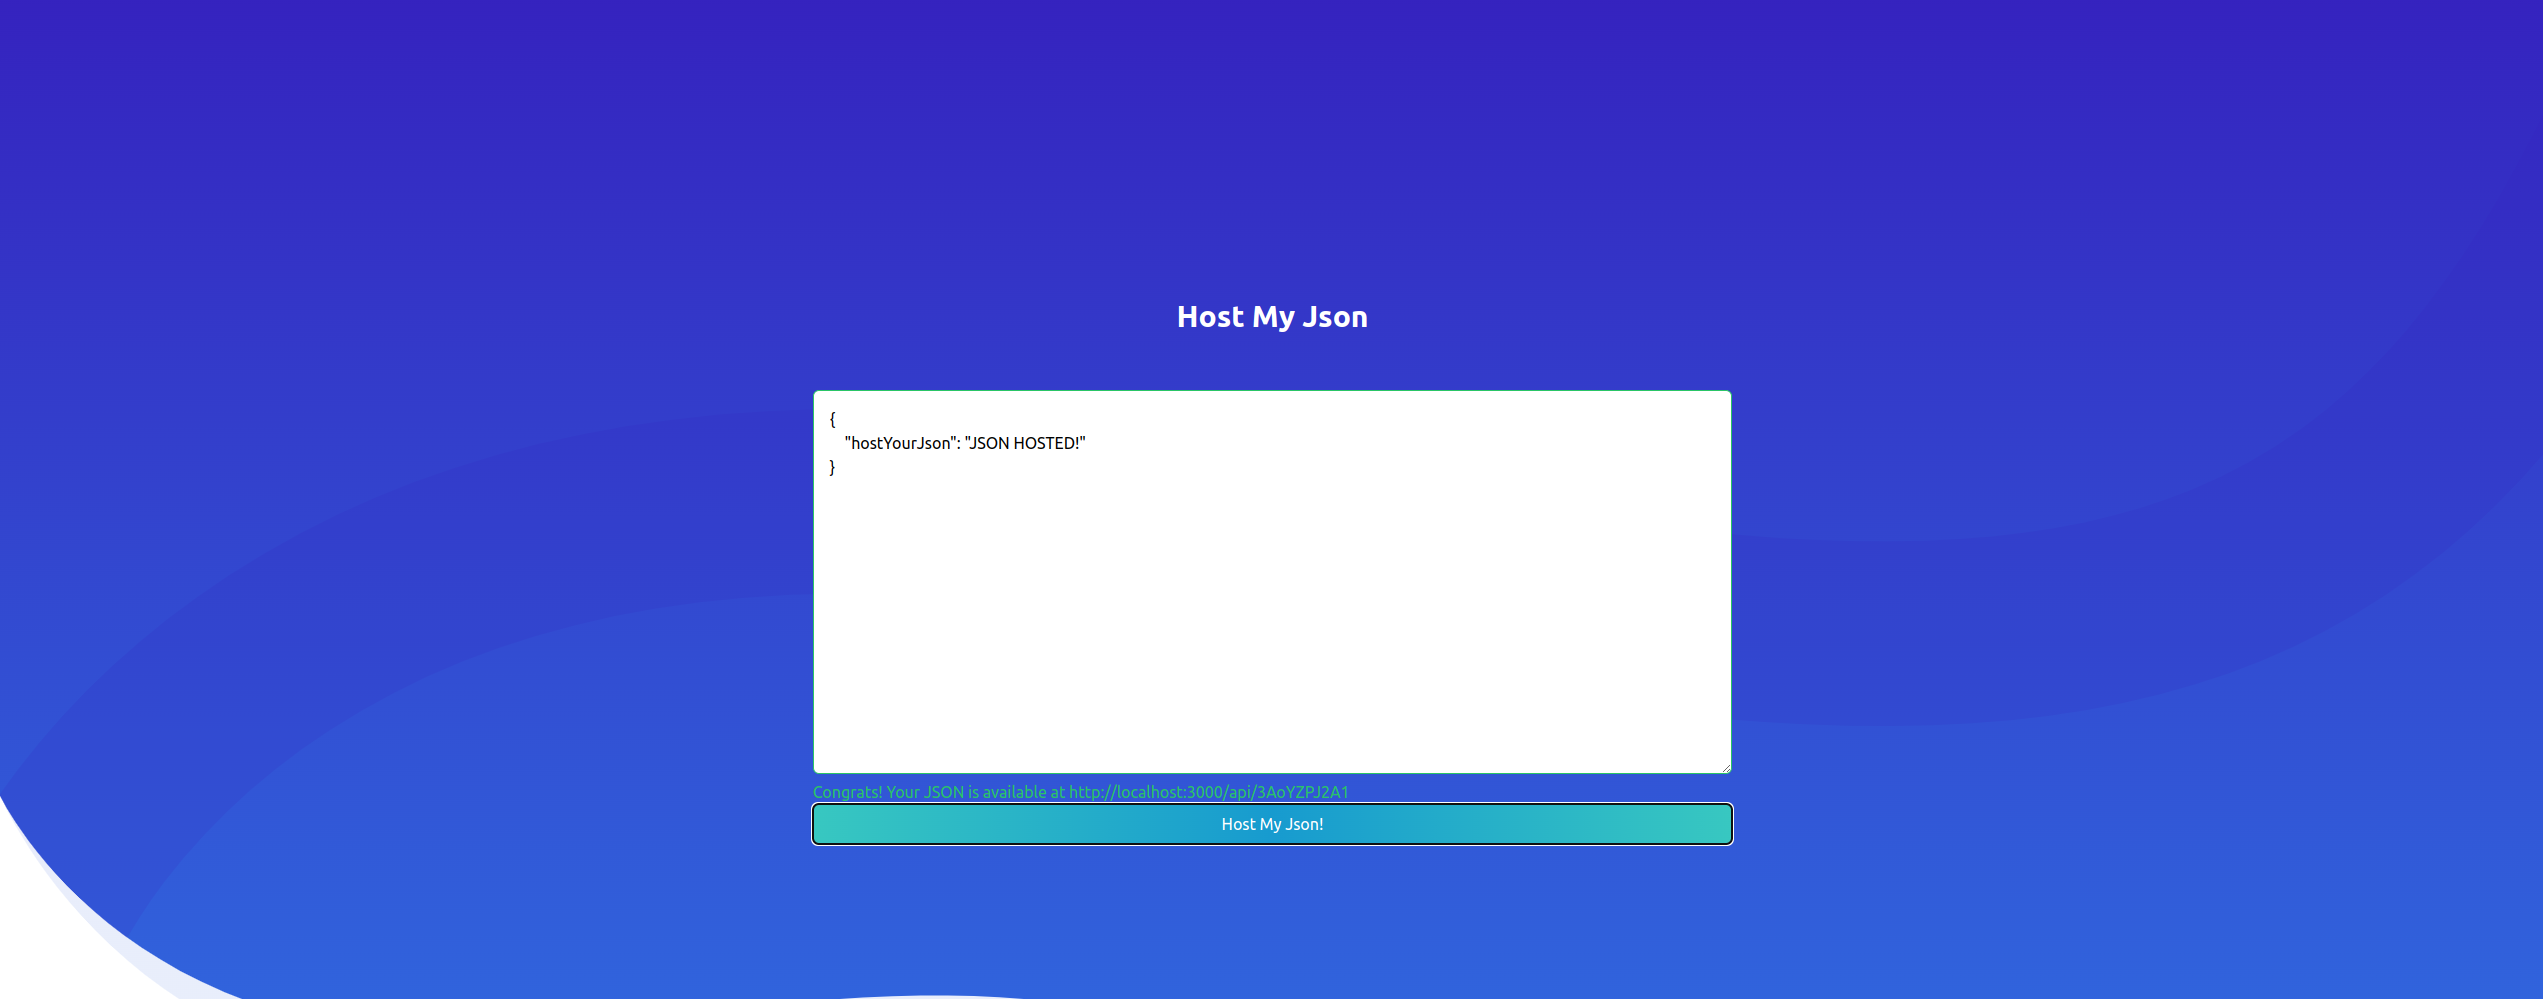 Host My Json
{
"hostYourJson": "JSON HOSTED!"
}
Congrats! Your JSON is available at http://localhost:3000/api/3AoYZPJ2A1
Host My Json!